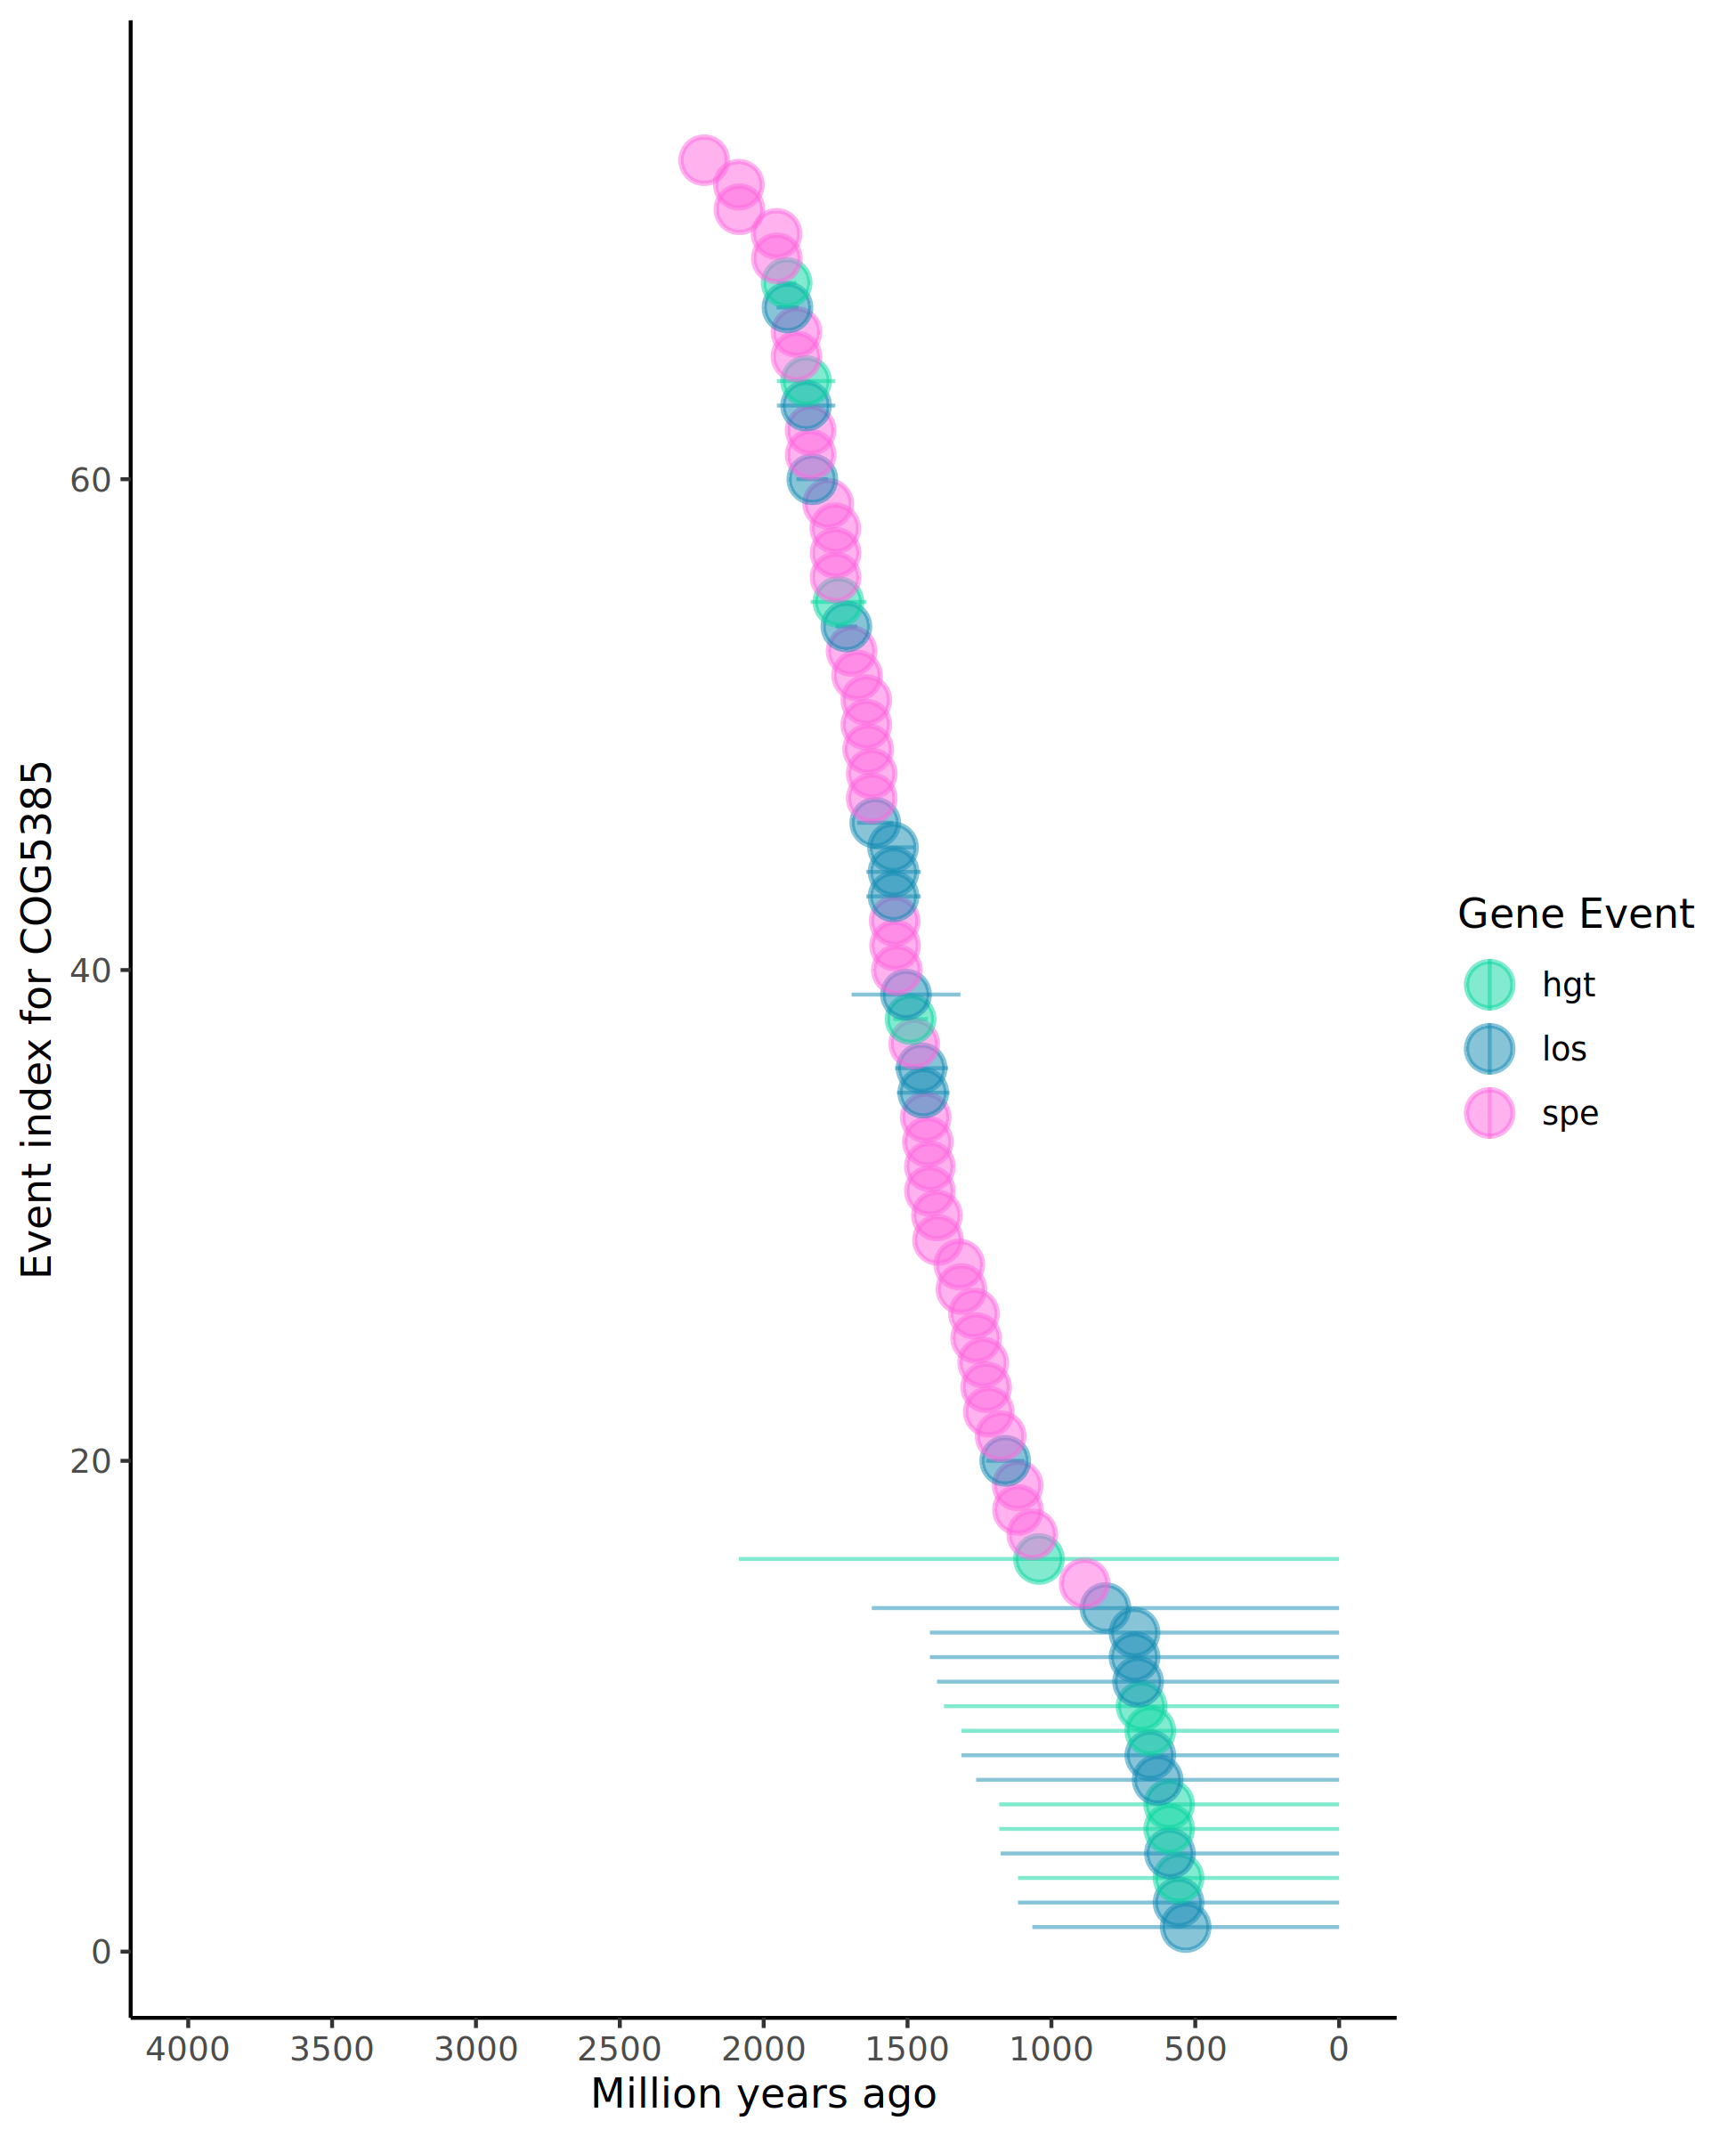 Event index for COG5385
60
40
20
0
4000 3500 3000 2500 2000 1500 1000 500 0
Million years ago
Gene Event
hgt
los
spe